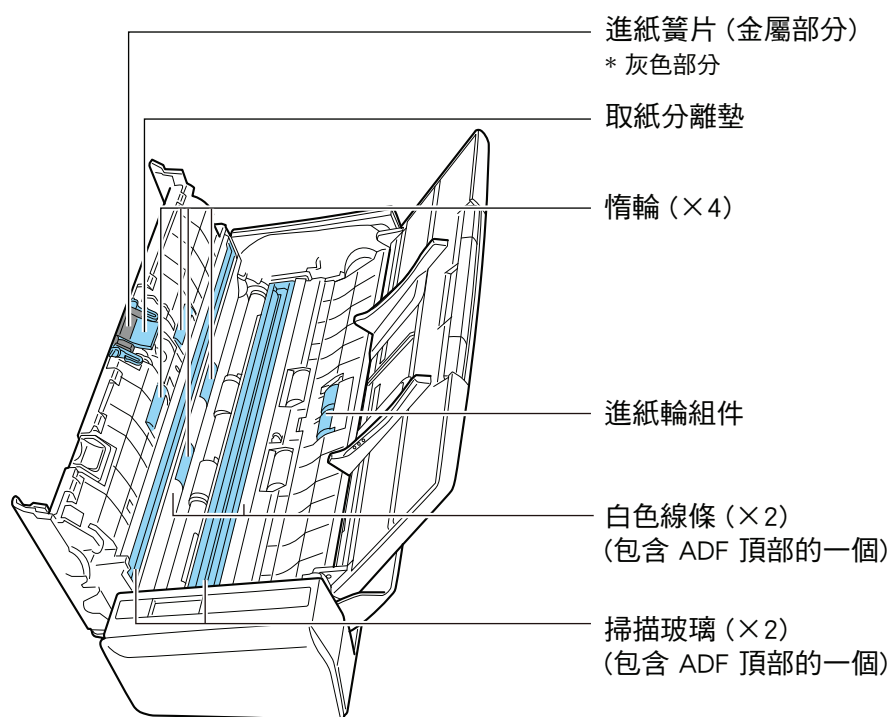 進紙簧片 (金屬部分)
* 灰色部分
取紙分離墊
惰輪 (×4)
進紙輪組件
白色線條 (×2)
(包含 ADF 頂部的一個)
掃描玻璃 (×2)
(包含 ADF 頂部的一個)